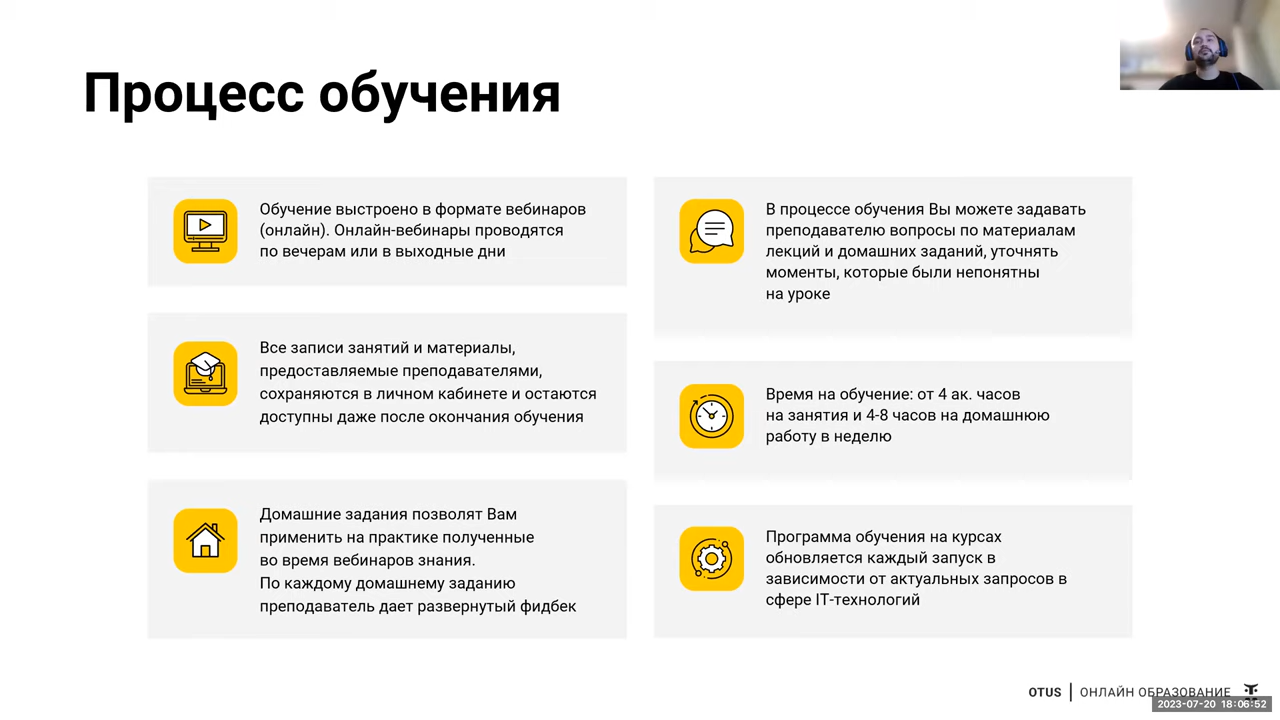 Процесс обучения
Обучение выстроено в формате вебинаров
(онлайн). Онлайн-вебинары проводятся
по вечерам или в выходные дни
Все записи занятий и материалы,
предоставляемые преподавателями,
сохраняются в личном кабинете и остаются
доступны даже после окончания обучения
Домашние задания позволят Вам
применить на практике полученные
во время вебинаров знания.
По каждому домашнему заданию
преподаватель дает развернутый фидбек
В процессе обучения Вы можете задавать
преподавателю вопросы по материалам
лекций и домашних заданий, уточнять
моменты, которые были непонятны
на уроке
Время на обучение: от 4 ак. часов
на занятия и 4-8 часов на домашнюю
работу в неделю
Программа обучения на курсах
обновляется каждый запуск в
зависимости от актуальных запросов в
сфере IT-технологий
OTUS | ОНЛАЙН ОБРАЗОВАНИЕ
2023-07-20 18:06:52